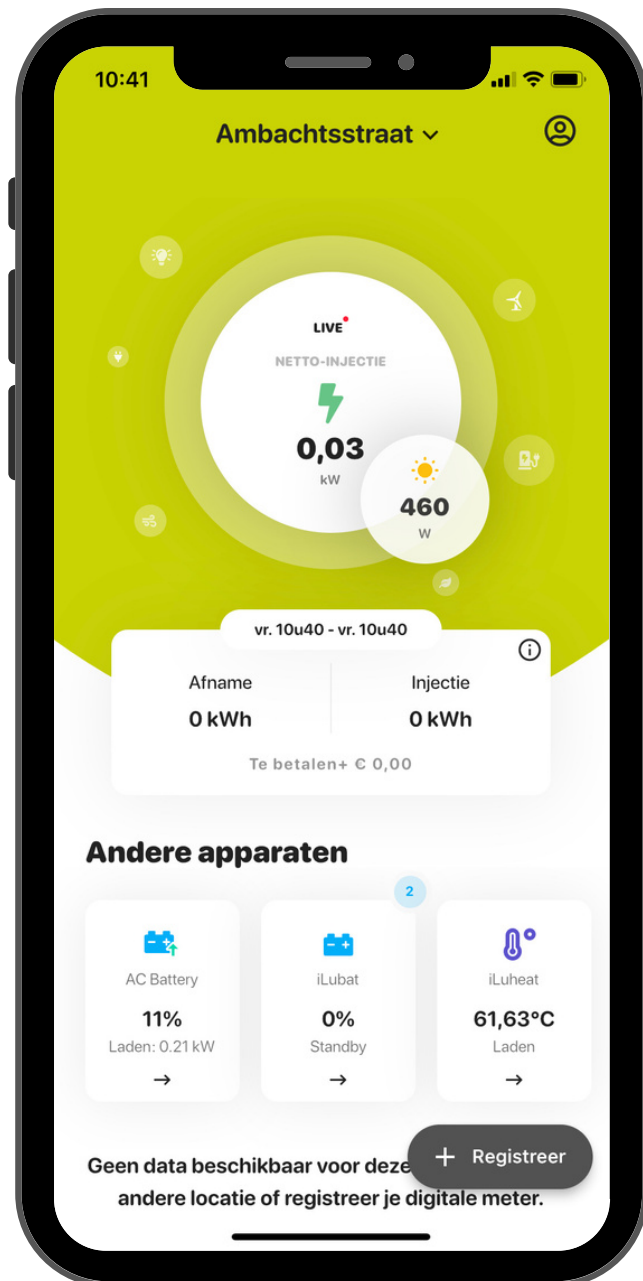 10:41
Ambachtsstraat
LIVE
NETTO-INJECTIE
0,03
kW
460
W
vr. 10u40 - vr. 10u40
Afname
Injectie
0 kWh
0 kWh
Te betalen+ € 0,00
Andere apparaten
2
AC Battery
iLubat
iLuheat
11%
0%
61,63°C
Laden: 0.21 kW
Standby
Laden
Geen data beschikbaar voor deze
+ Registreer
andere locatie of registreer je digitale meter.